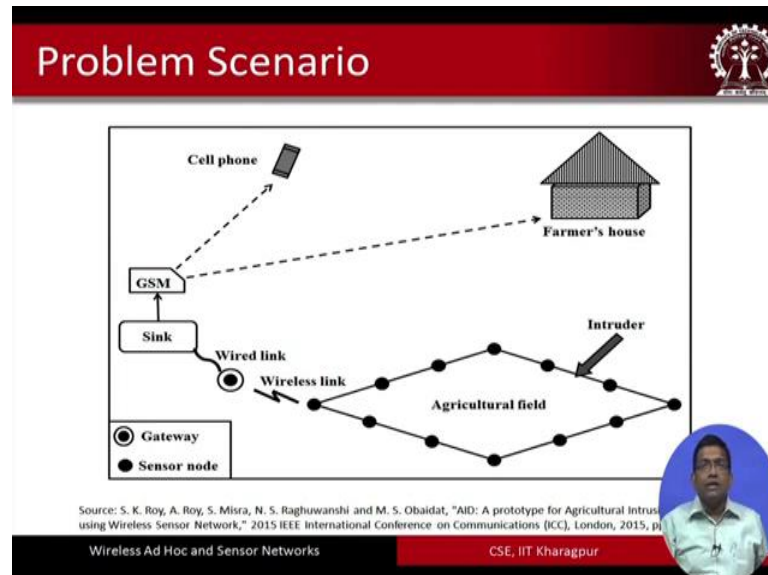 Problem Scenario
Cell phone
Farmer's house
GSM
Sink
Intruder
Wired link
Wireless link
Agricultural field
Gateway
Sensor node
Source: S. K. Roy, A. Roy, S. Misra, N. S. Raghuwanshi and M. S. Obaidat, "AID: A prototype for Agricultural
using Wireless Sensor Network," 2015 IEEE International Conference on Communications (ICC), London, 2015,
Wireless Ad Hoc and Sensor Networks
CSE, IIT Kharagpur